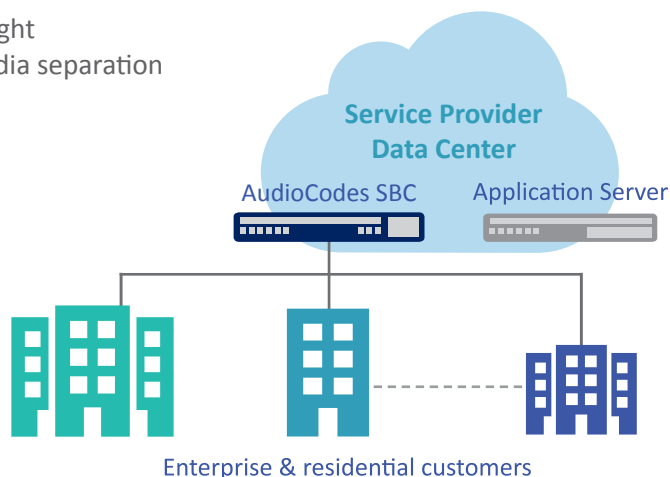 ght
dia separation
Service Provider
Data Center
AudioCodes SBC
Application Server
Enterprise & residential customers